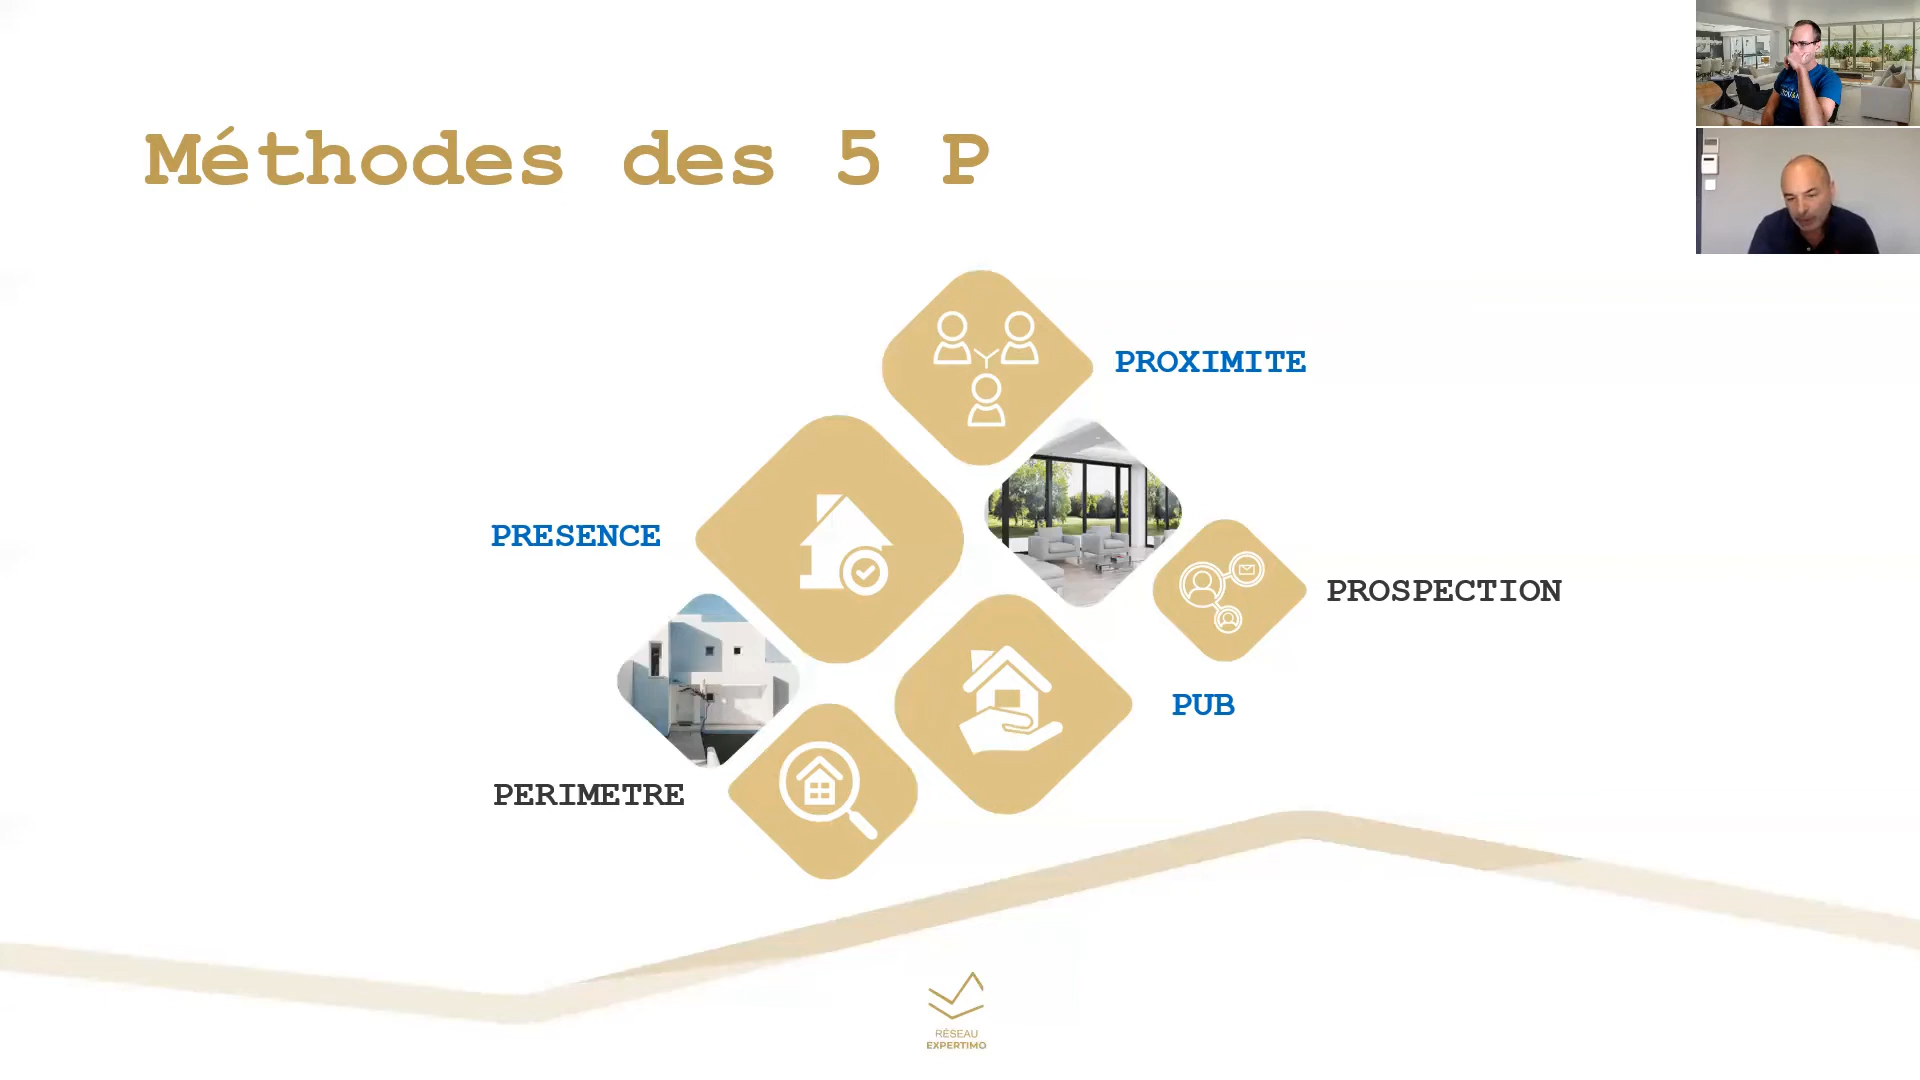 Méthodes des 5 P
PROXIMITE
PRESENCE
PROSPECTION
PUB
PERIMETRE
RÉSEAU
EXPERTIMO